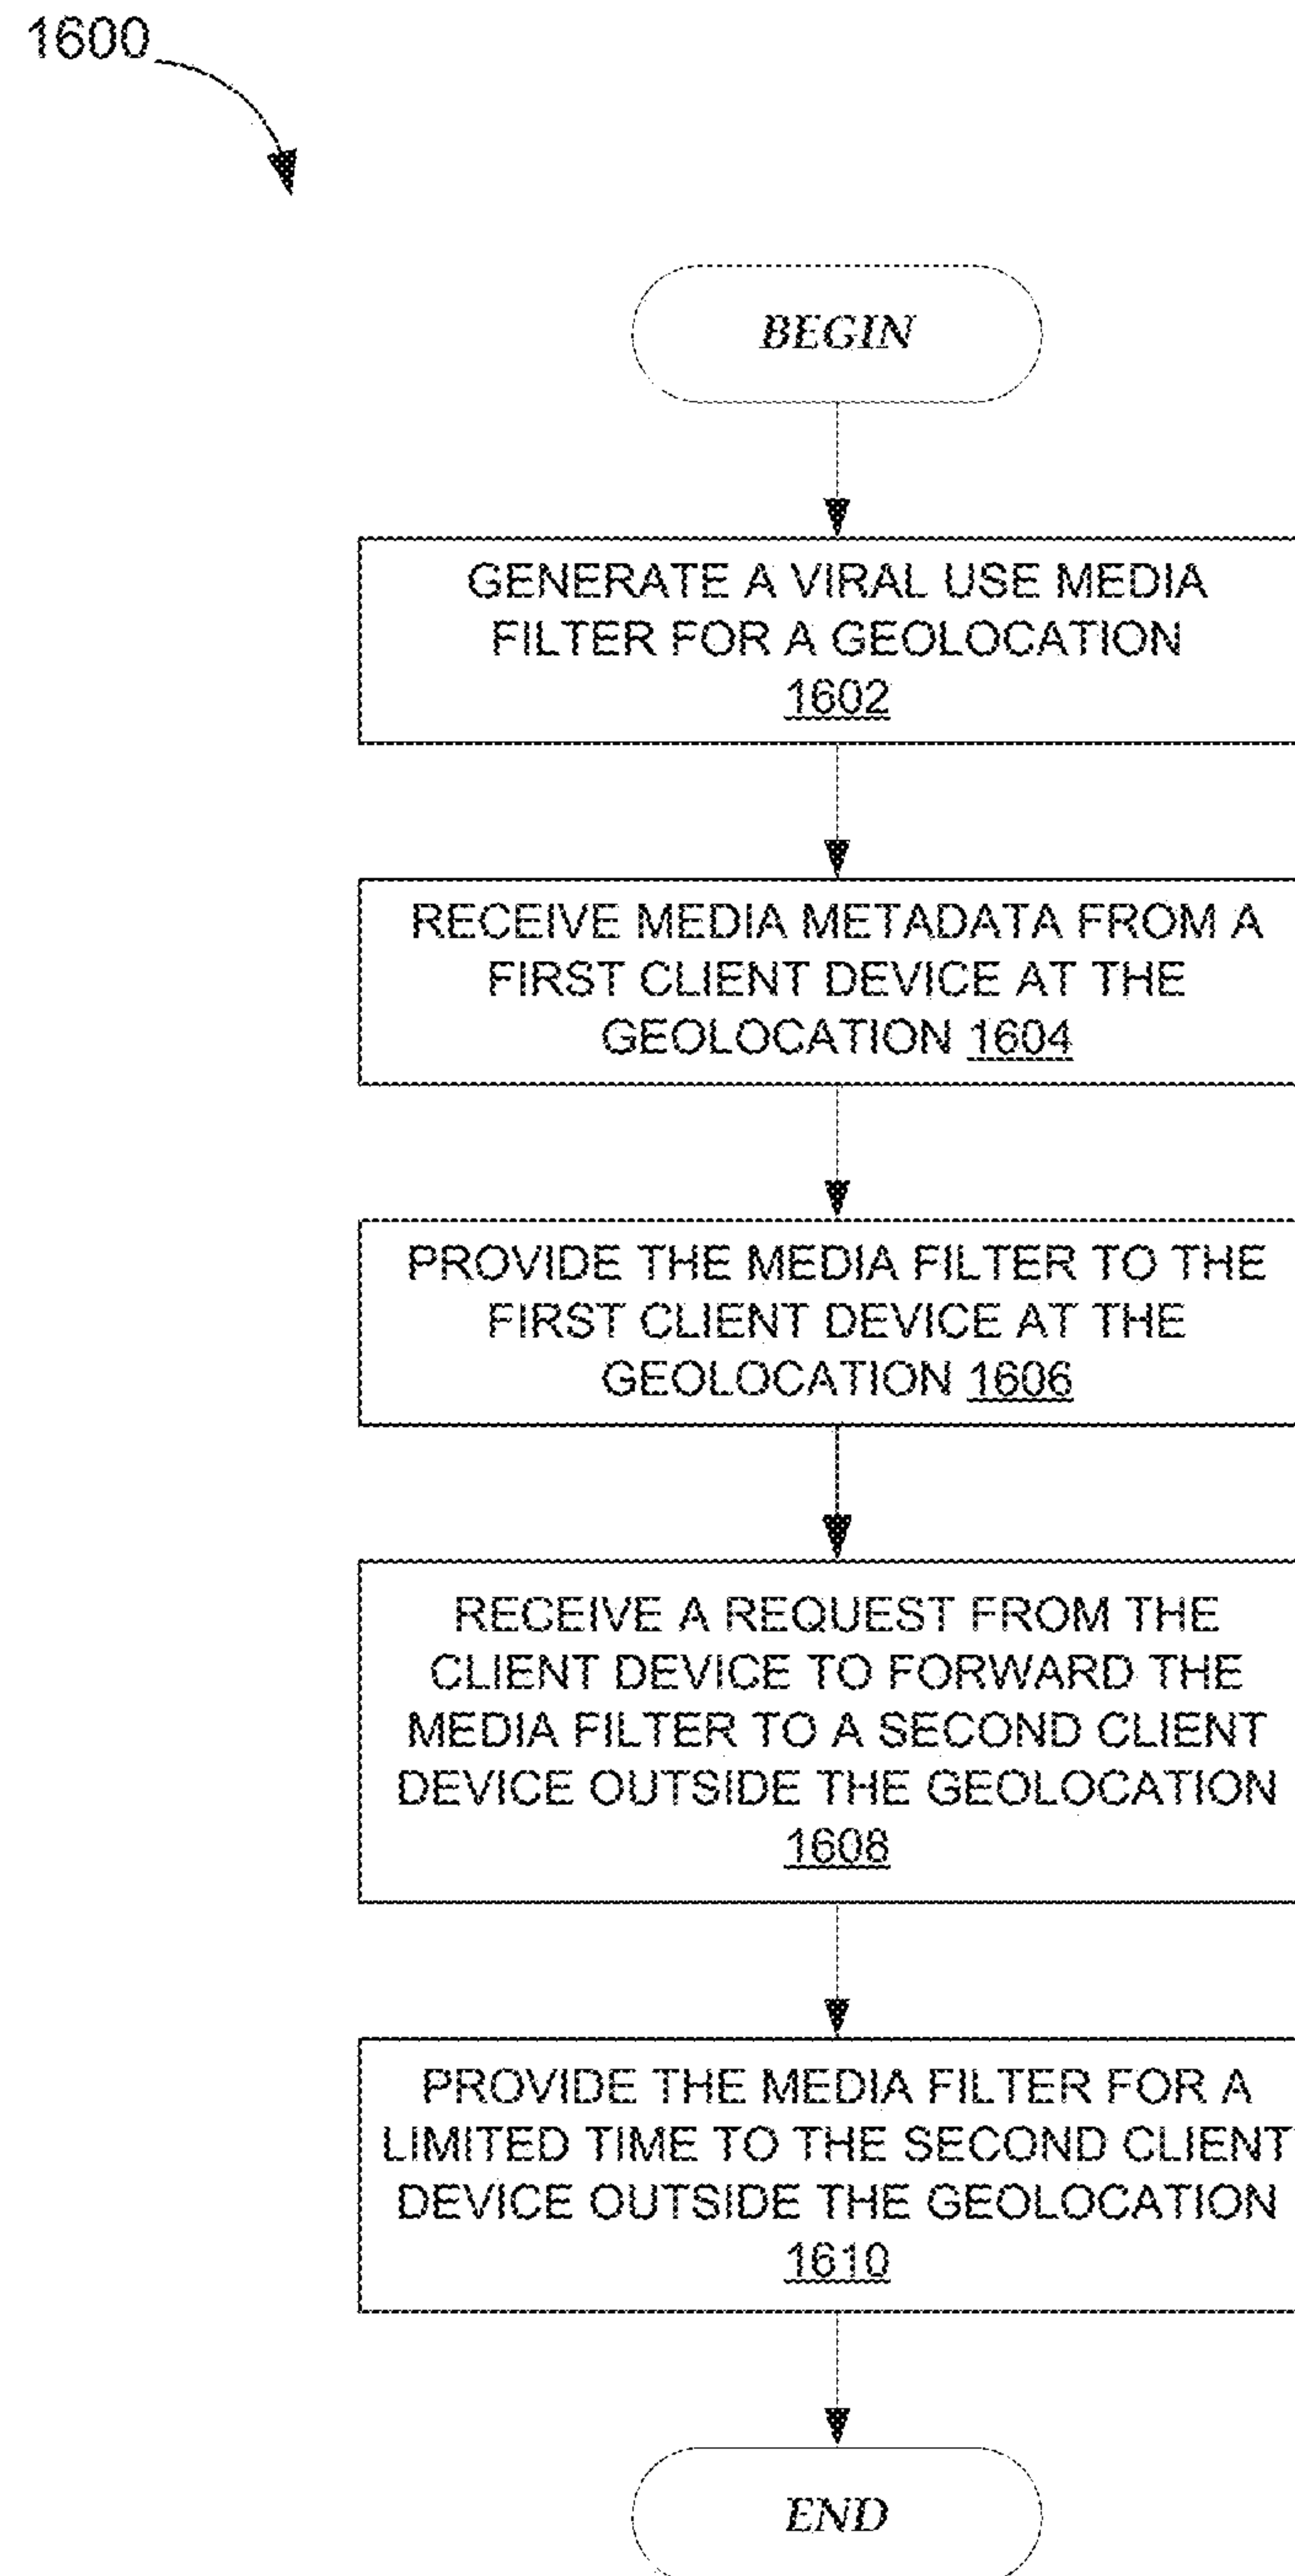 1600
BEGIN
GENERATE A VIRAL USE MEDIA
FILTER FOR A GEOLOCATION
1602
RECEIVE MEDIA METADATA FROM A
FIRST CLIENT DEVICE AT THE
GEOLOCATION 1604
PROVIDE THE MEDIA FILTER TO THE
FIRST CLIENT DEVICE AT THE
GEOLOCATION 1606
RECEIVE A REQUEST FROM THE
CLIENT DEVICE TO FORWARD THE
MEDIA FILTER TO A SECOND CLIENT
DEVICE OUTSIDE THE GEOLOCATION
1608
PROVIDE THE MEDIA FILTER FOR A
LIMITED TIME TO THE SECOND CLIENT
DEVICE OUTSIDE THE GEOLOCATION
1610
END